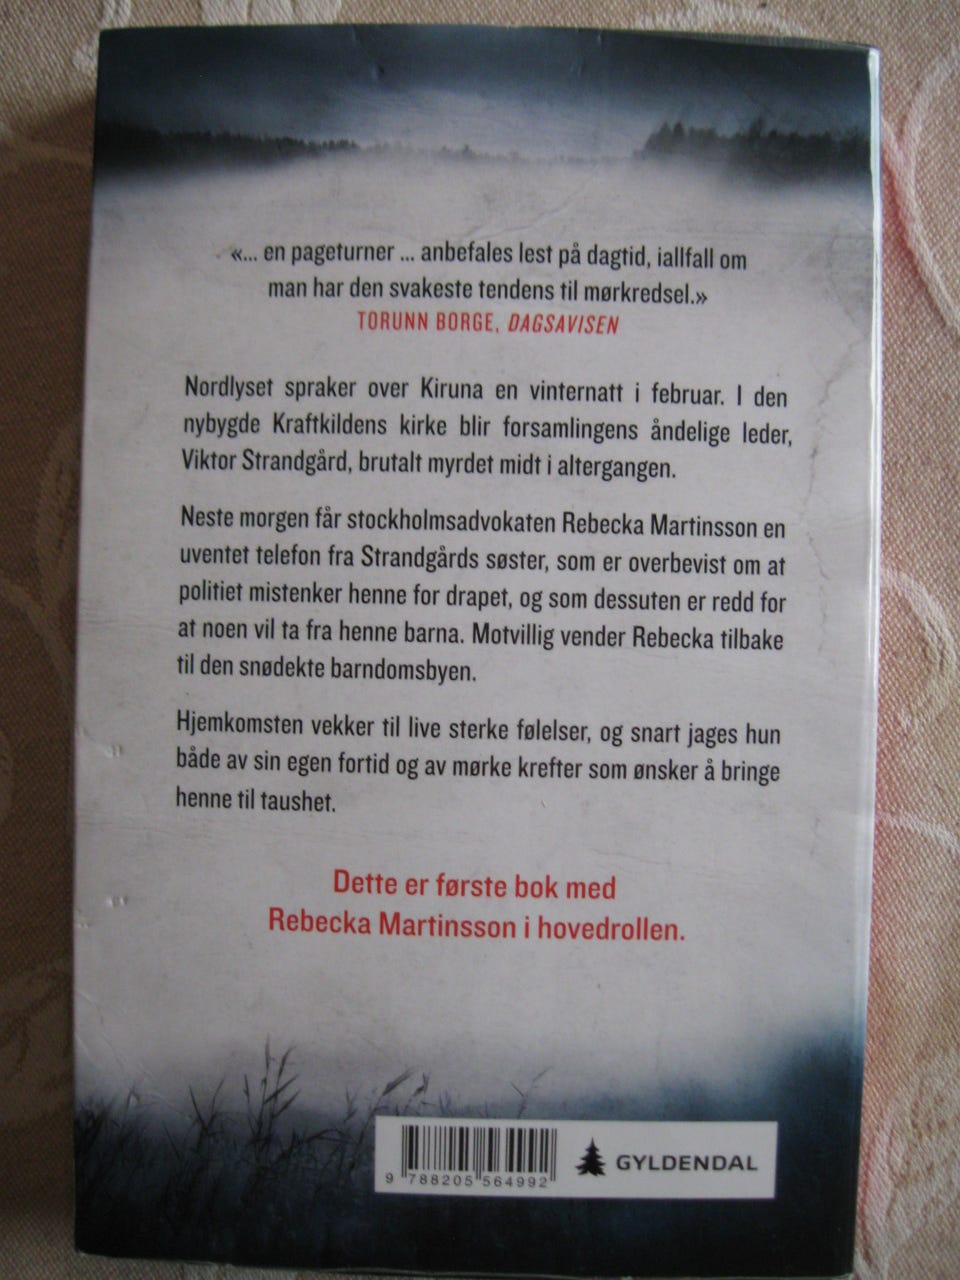 «... en pageturner ... anbefales lest på dagtid, iallfall om
man har den svakeste tendens til mørkredsel.»
TORUNN BORGE, DAGSAVISEN
Nordlyset spraker over Kiruna en vinternatt i februar. I den
nybygde Kraftkildens kirke blir forsamlingens åndelige leder,
Viktor Strandgård, brutalt myrdet midt i altergangen.
Neste morgen får stockholmsadvokaten Rebecka Martinsson en
uventet telefon fra Strandgårds søster, som er overbevist om at
politiet mistenker henne for drapet, og som dessuten er redd for
at noen vil ta fra henne barna. Motvillig vender Rebecka tilbake
til den snødekte barndomsbyen.
Hjemkomsten vekker til live sterke følelser, og snart jages hun
både av sin egen fortid og av mørke krefter som ønsker å bringe
henne til taushet.
Dette er første bok med
Rebecka Martinsson i hovedrollen.
9 788205 564992
GYLDENDAL